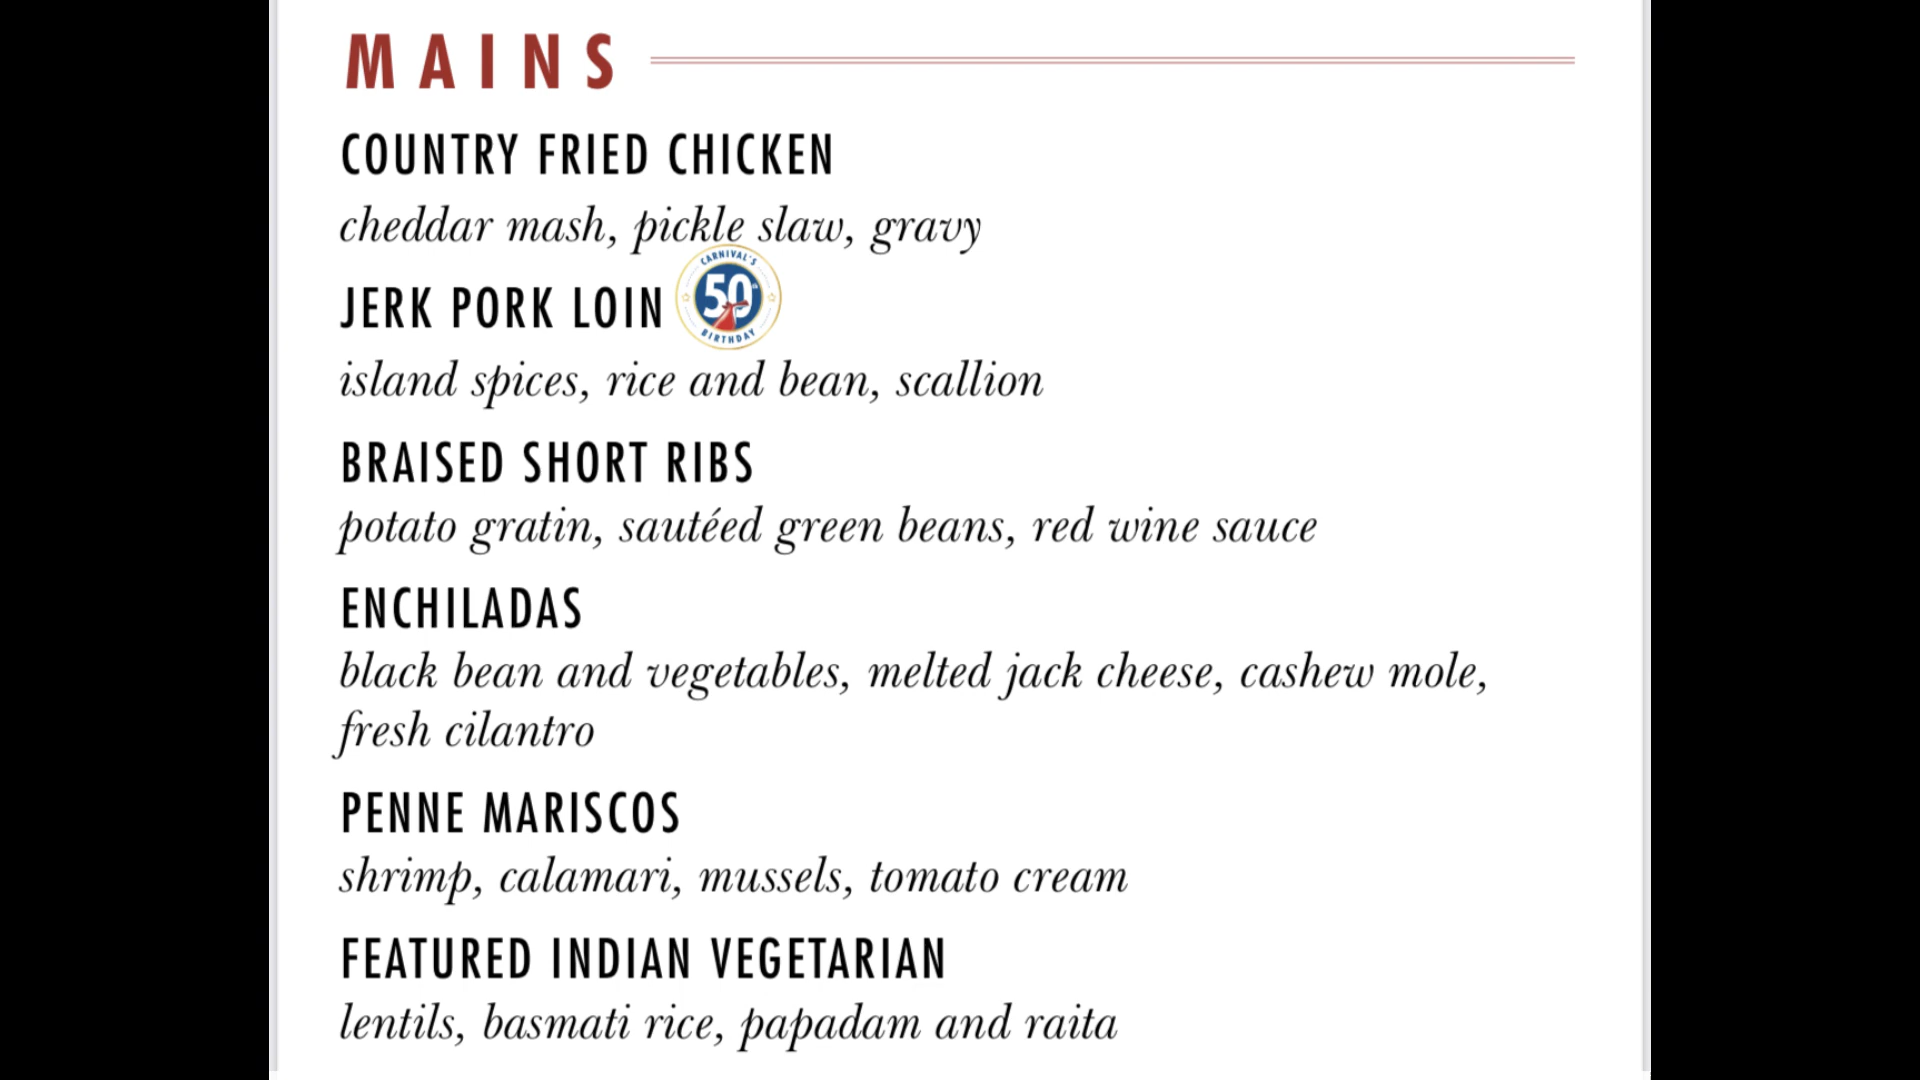 MAINS
COUNTRY FRIED CHICKEN
cheddar mash, pickle slaw, gravy
JERK PORK LOIN
CARNIVAL'S
50th
BIRTHDAY
island spices, rice and bean, scallion
BRAISED SHORT RIBS
potato gratin, sautéed green beans, red wine sauce
ENCHILADAS
black bean and vegetables, melted jack cheese, cashew mole,
fresh cilantro
PENNE MARISCOS
shrimp, calamari, mussels, tomato cream
FEATURED INDIAN VEGETARIAN
lentils, basmati rice, papadam and raita